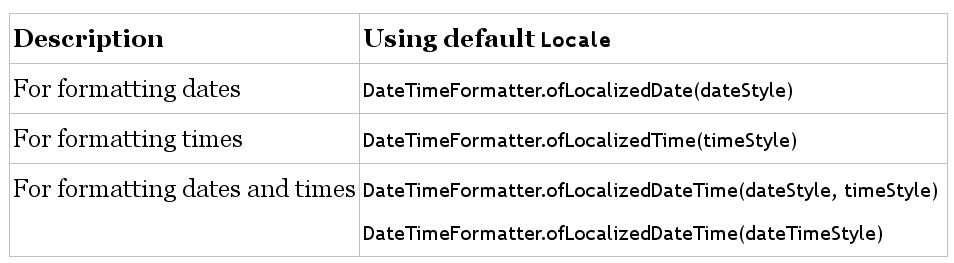 Description Using default Locale
For formatting dates DateTimeFormatter.ofLocalizedDate(dateStyle)
For formatting times DateTimeFormatter.ofLocalizedTime(timeStyle)
For formatting dates and times DateTimeFormatter.ofLocalizedDateTime(dateStyle, timeStyle)
DateTimeFormatter.ofLocalizedDateTime(dateTimeStyle)